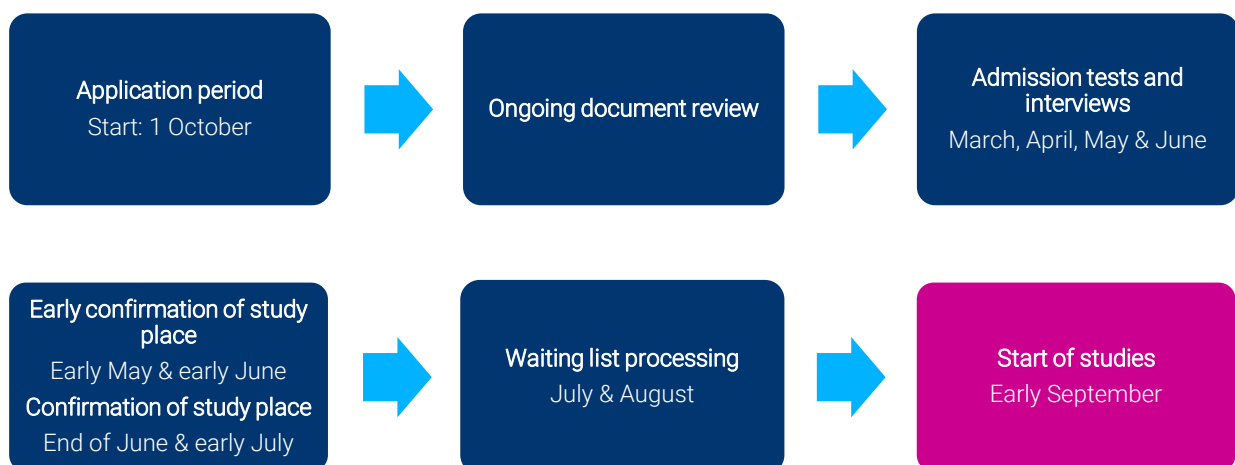 Application period
Start: 1 October
Ongoing document review
Admission tests and
interviews
March, April, May & June
Early confirmation of study
place
Early May & early June
Confirmation of study place
End of June & early July
Waiting list processing
July & August
Start of studies
Early September